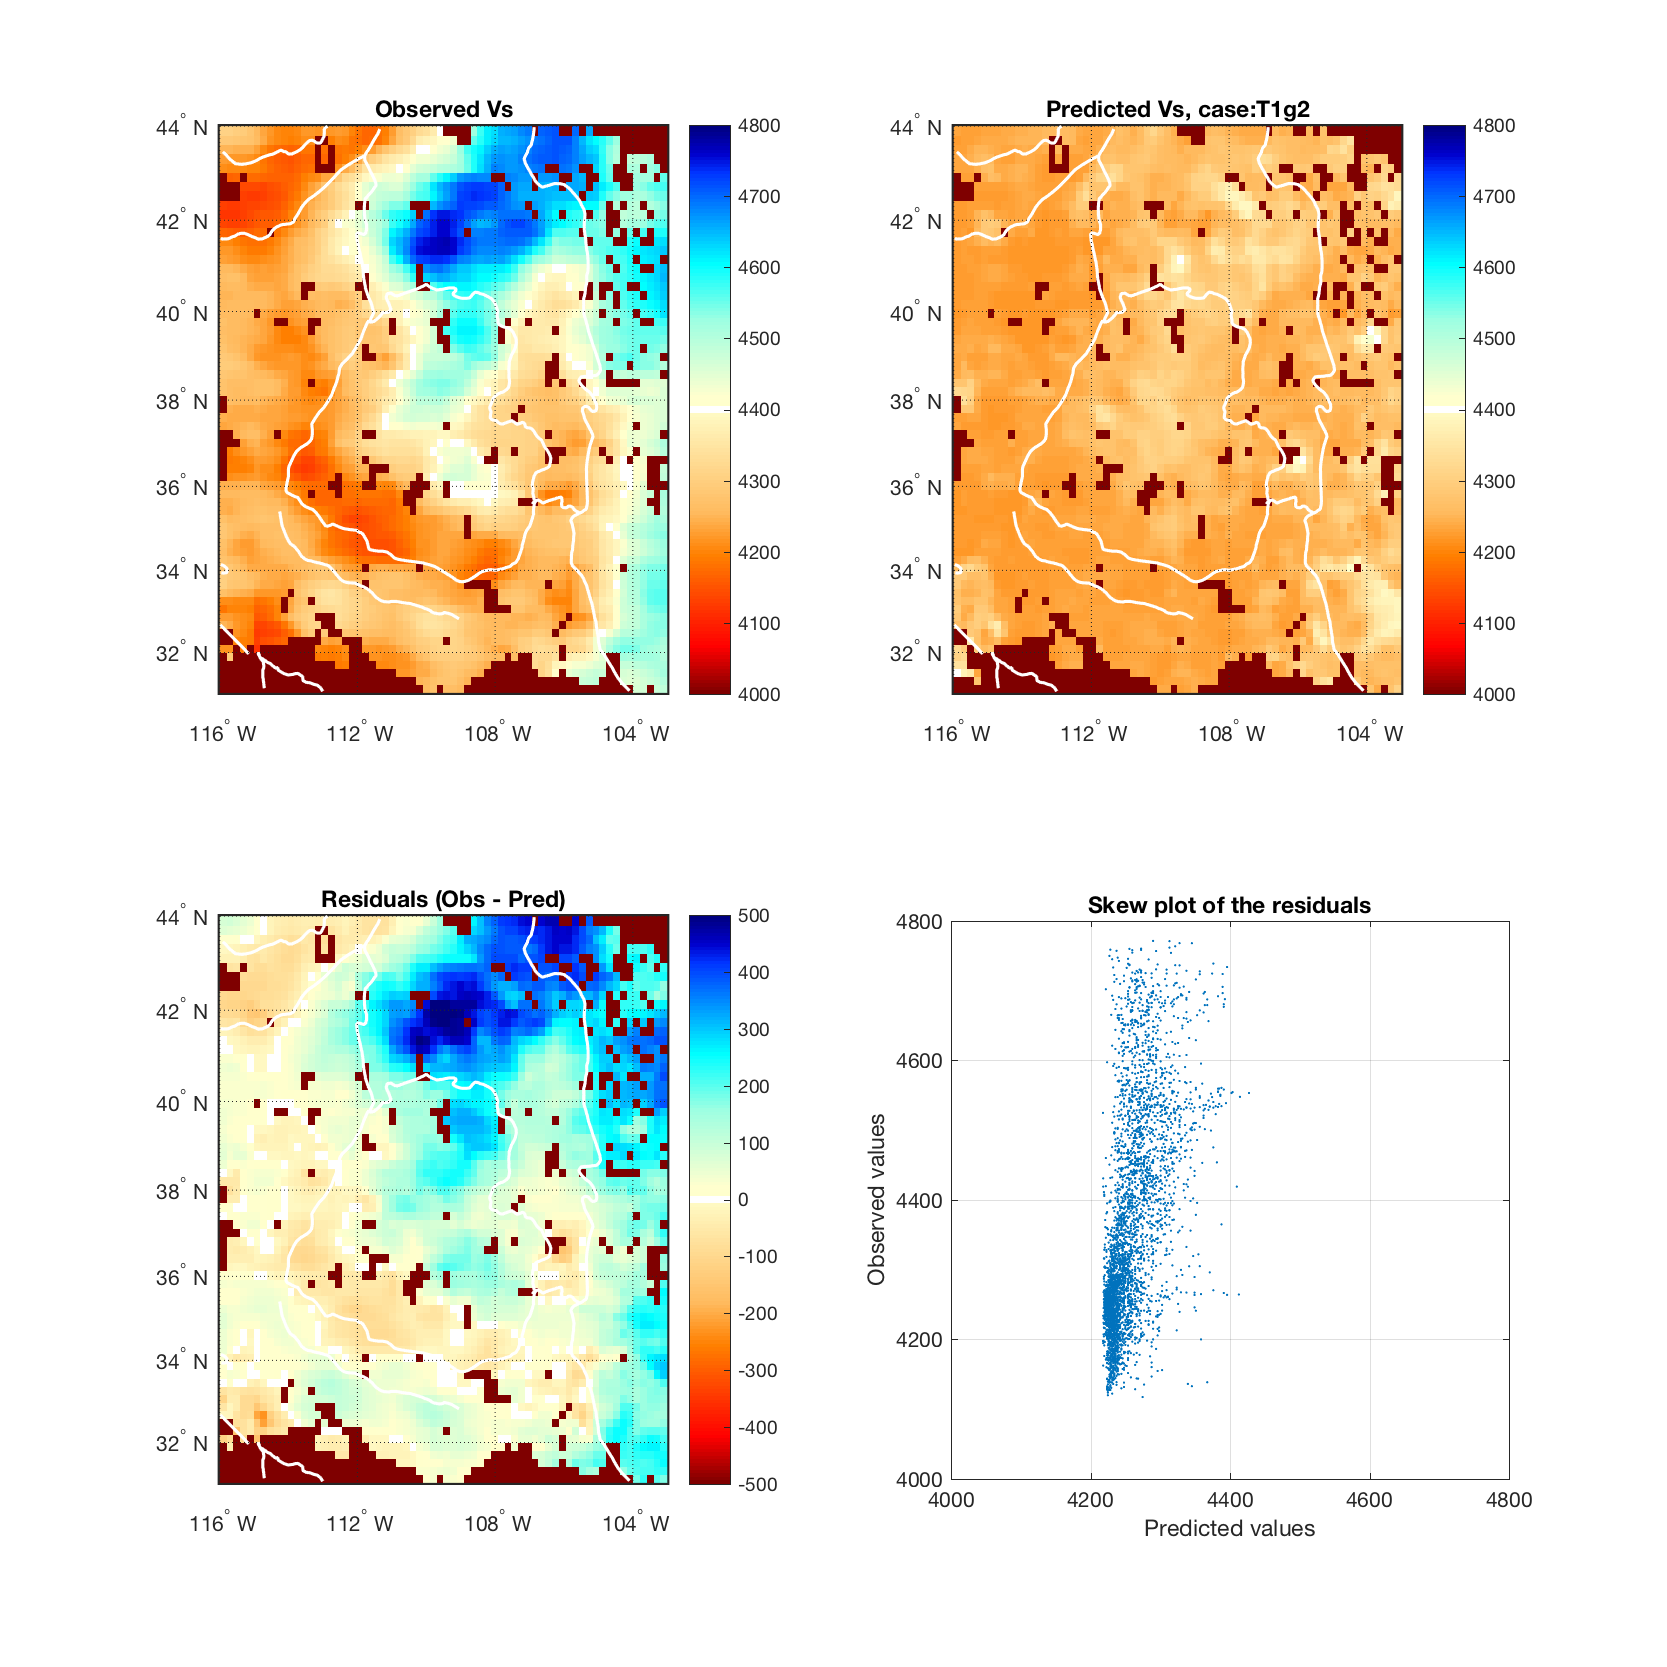 Observed Vs
44° N
42° N
40° N
38° N
36° N
34° N
32° N
116° W
112° W
108° W
104° W
4800
4700
4600
4500
4400
4300
4200
4100
4000
Predicted Vs, case:T1g2
44° N
42° N
40° N
38° N
36° N
34° N
32° N
116° W
112° W
108° W
104° W
4800
4700
4600
4500
4400
4300
4200
4100
4000
Residuals (Obs - Pred)
44° N
42° N
40° N
38° N
36° N
34° N
32° N
116° W
112° W
108° W
104° W
500
400
300
200
100
0
-100
-200
-300
-400
-500
Skew plot of the residuals
4800
4600
4400
4200
4000
Observed values
4000
4200
4400
4600
4800
Predicted values